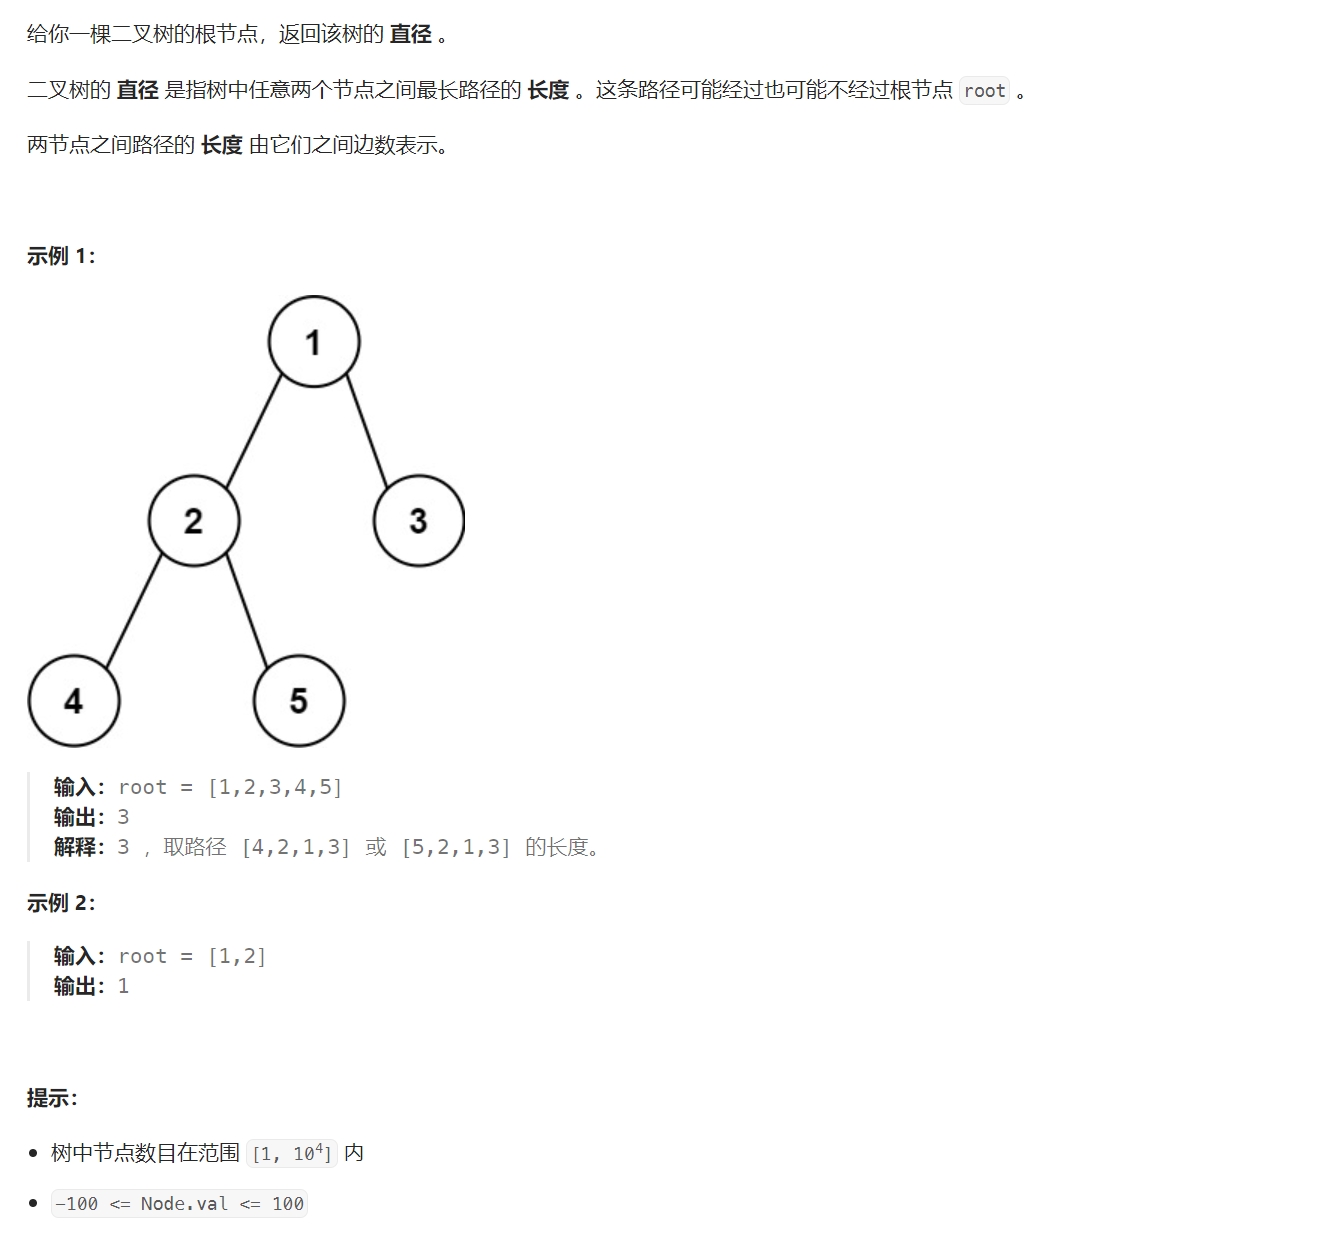 给你一棵二叉树的根节点，返回该树的 直径 。
二叉树的 直径 是指树中任意两个节点之间最长路径的 长度 。这条路径可能经过也可能不经过根节点 root 。
两节点之间路径的 长度 由它们之间边数表示。
示例 1：
1
2
3
4
5
输入：root = [1,2,3,4,5]
输出：3
解释：3 ，取路径 [4,2,1,3] 或 [5,2,1,3] 的长度。
示例 2：
输入：root = [1,2]
输出：1
提示：
• 树中节点数目在范围 [1, 10⁴] 内
• -100 <= Node.val <= 100